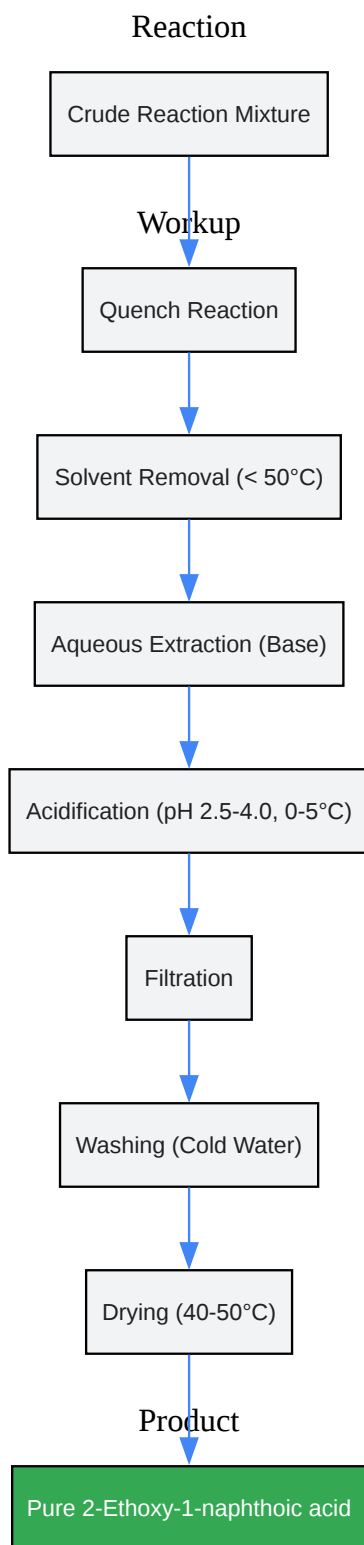 Reaction
Crude Reaction Mixture
Workup
Quench Reaction
Solvent Removal (< 50°C)
Aqueous Extraction (Base)
Acidification (pH 2.5-4.0, 0-5°C)
Filtration
Washing (Cold Water)
Drying (40-50°C)
Product
Pure 2-Ethoxy-1-naphthoic acid